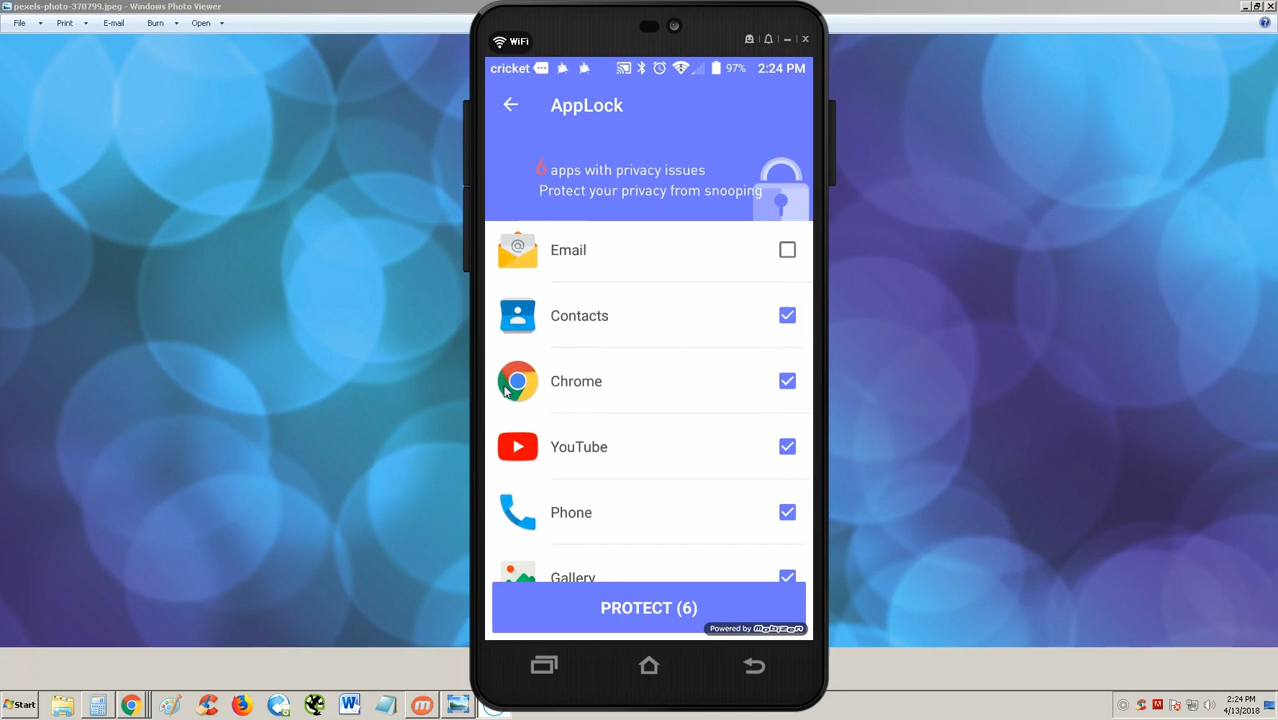 pexels-photo-370799.jpeg - Windows Photo Viewer
File Print E-mail Burn Open
WiFi
cricket 97% 2:24 PM
AppLock
6 apps with privacy issues
Protect your privacy from snooping
Email
Contacts
Chrome
YouTube
Phone
Gallery
PROTECT (6)
Powered by mobizen
Start
2:24 PM
4/13/2018